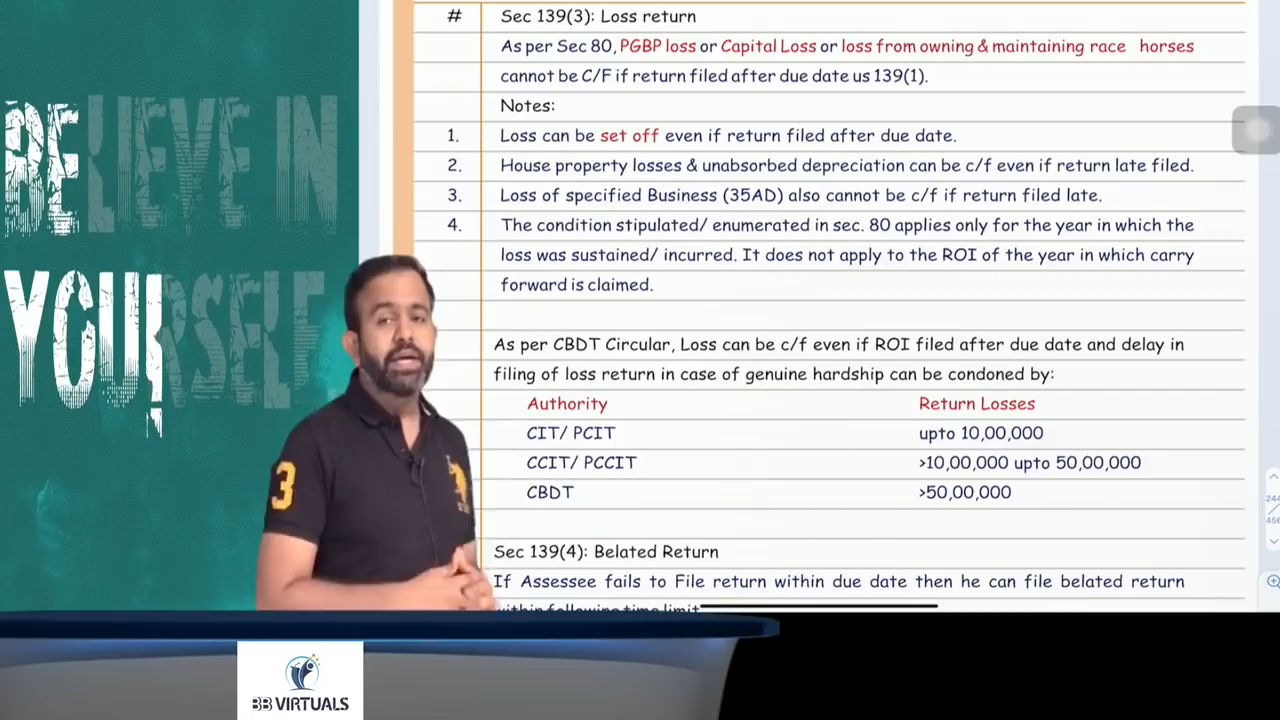 BELIEVE IN
YOURSELF
# Sec 139(3): Loss return
As per Sec 80, PGBP loss or Capital Loss or loss from owning & maintaining race horses
cannot be C/F if return filed after due date us 139(1).
Notes:
1. Loss can be set off even if return filed after due date.
2. House property losses & unabsorbed depreciation can be c/f even if return late filed.
3. Loss of specified Business (35AD) also cannot be c/f if return filed late.
4. The condition stipulated/ enumerated in sec. 80 applies only for the year in which the
loss was sustained/ incurred. It does not apply to the ROI of the year in which carry
forward is claimed.
As per CBDT Circular, Loss can be c/f even if ROI filed after due date and delay in
filing of loss return in case of genuine hardship can be condoned by:
Authority Return Losses
CIT/ PCIT upto 10,00,000
CCIT/ PCCIT >10,00,000 upto 50,00,000
CBDT >50,00,000
Sec 139(4): Belated Return
If Assessee fails to File return within due date then he can file belated return
within following time limit
244
456
3
BB VIRTUALS